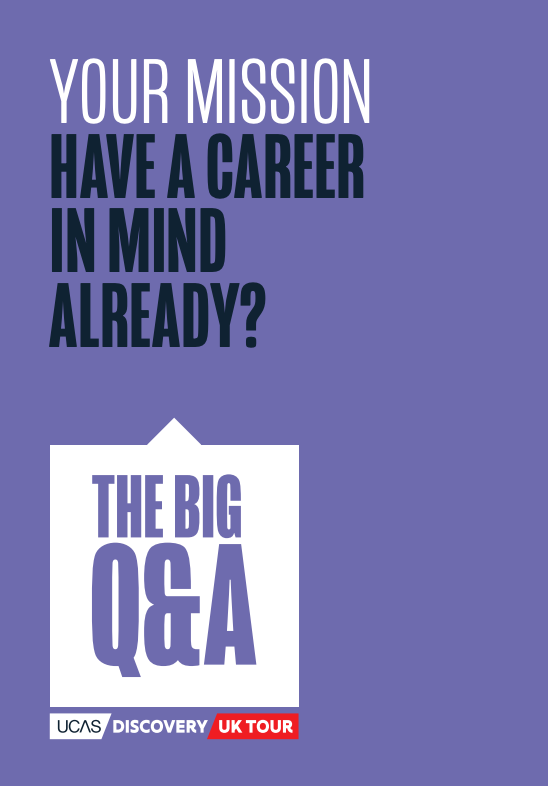 YOUR MISSION
HAVE A CAREER
IN MIND
ALREADY?
THE BIG
Q&A
UCAS DISCOVERY UK TOUR